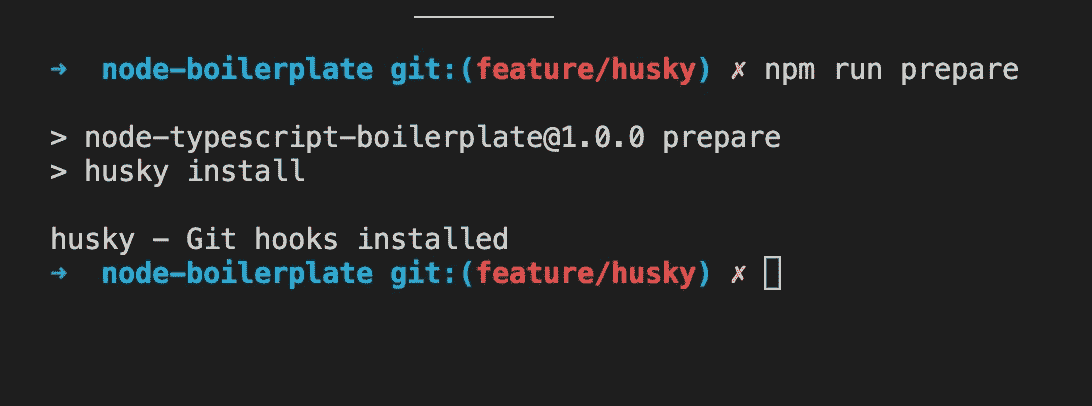 ➜  node-boilerplate git:(feature/husky) ✗ npm run prepare
> node-typescript-boilerplate@1.0.0 prepare
> husky install
husky - Git hooks installed
➜  node-boilerplate git:(feature/husky) ✗